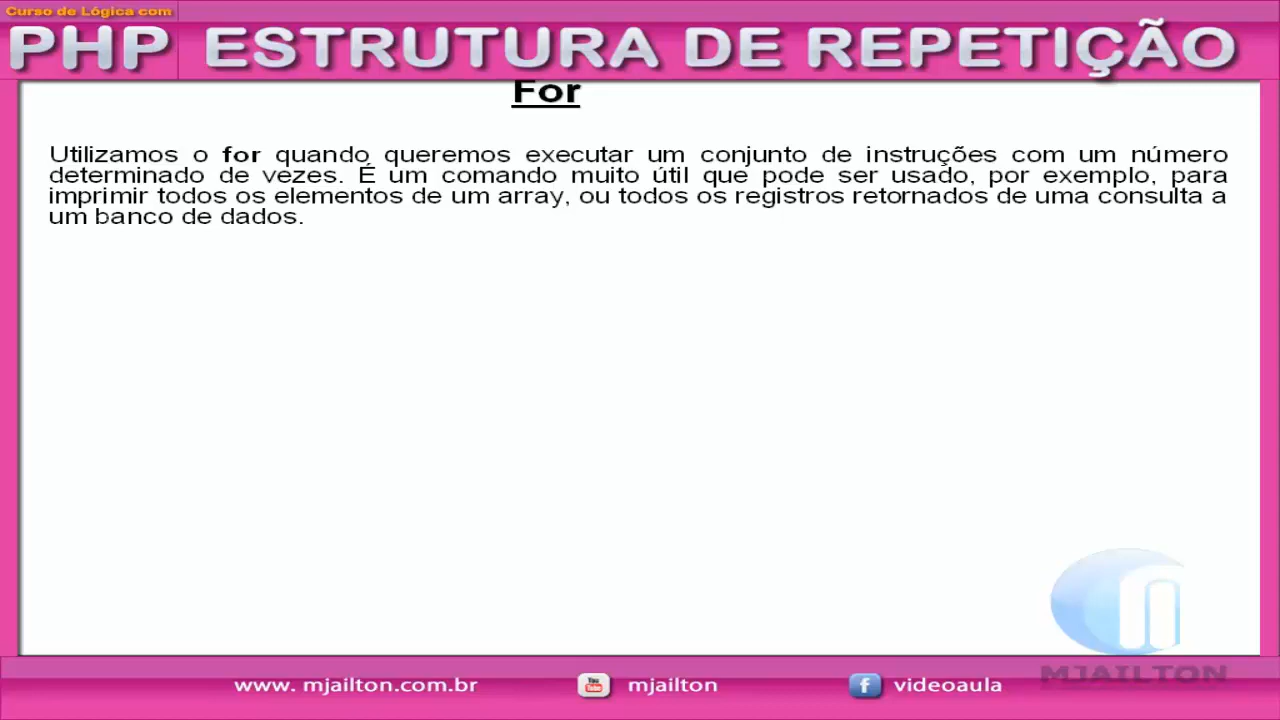 Curso de Lógica com
PHP ESTRUTURA DE REPETIÇÃO
For
Utilizamos o for quando queremos executar um conjunto de instruções com um número
determinado de vezes. É um comando muito útil que pode ser usado, por exemplo, para
imprimir todos os elementos de um array, ou todos os registros retornados de uma consulta a
um banco de dados.
MJAILTON
www. mjailton.com.br
You Tube
mjailton
f
videoaula